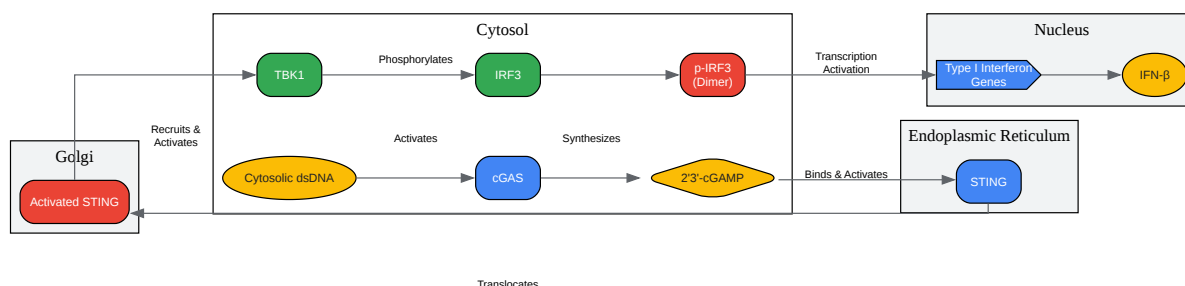 Cytosol
Nucleus
TBK1
Phosphorylates
IRF3
p-IRF3
(Dimer)
Transcription
Activation
Type I Interferon
Genes
IFN-β
Golgi
Activated STING
Recruits &
Activates
Cytosolic dsDNA
Activates
cGAS
Synthesizes
2'3'-cGAMP
Binds & Activates
Endoplasmic Reticulum
STING
Translocates